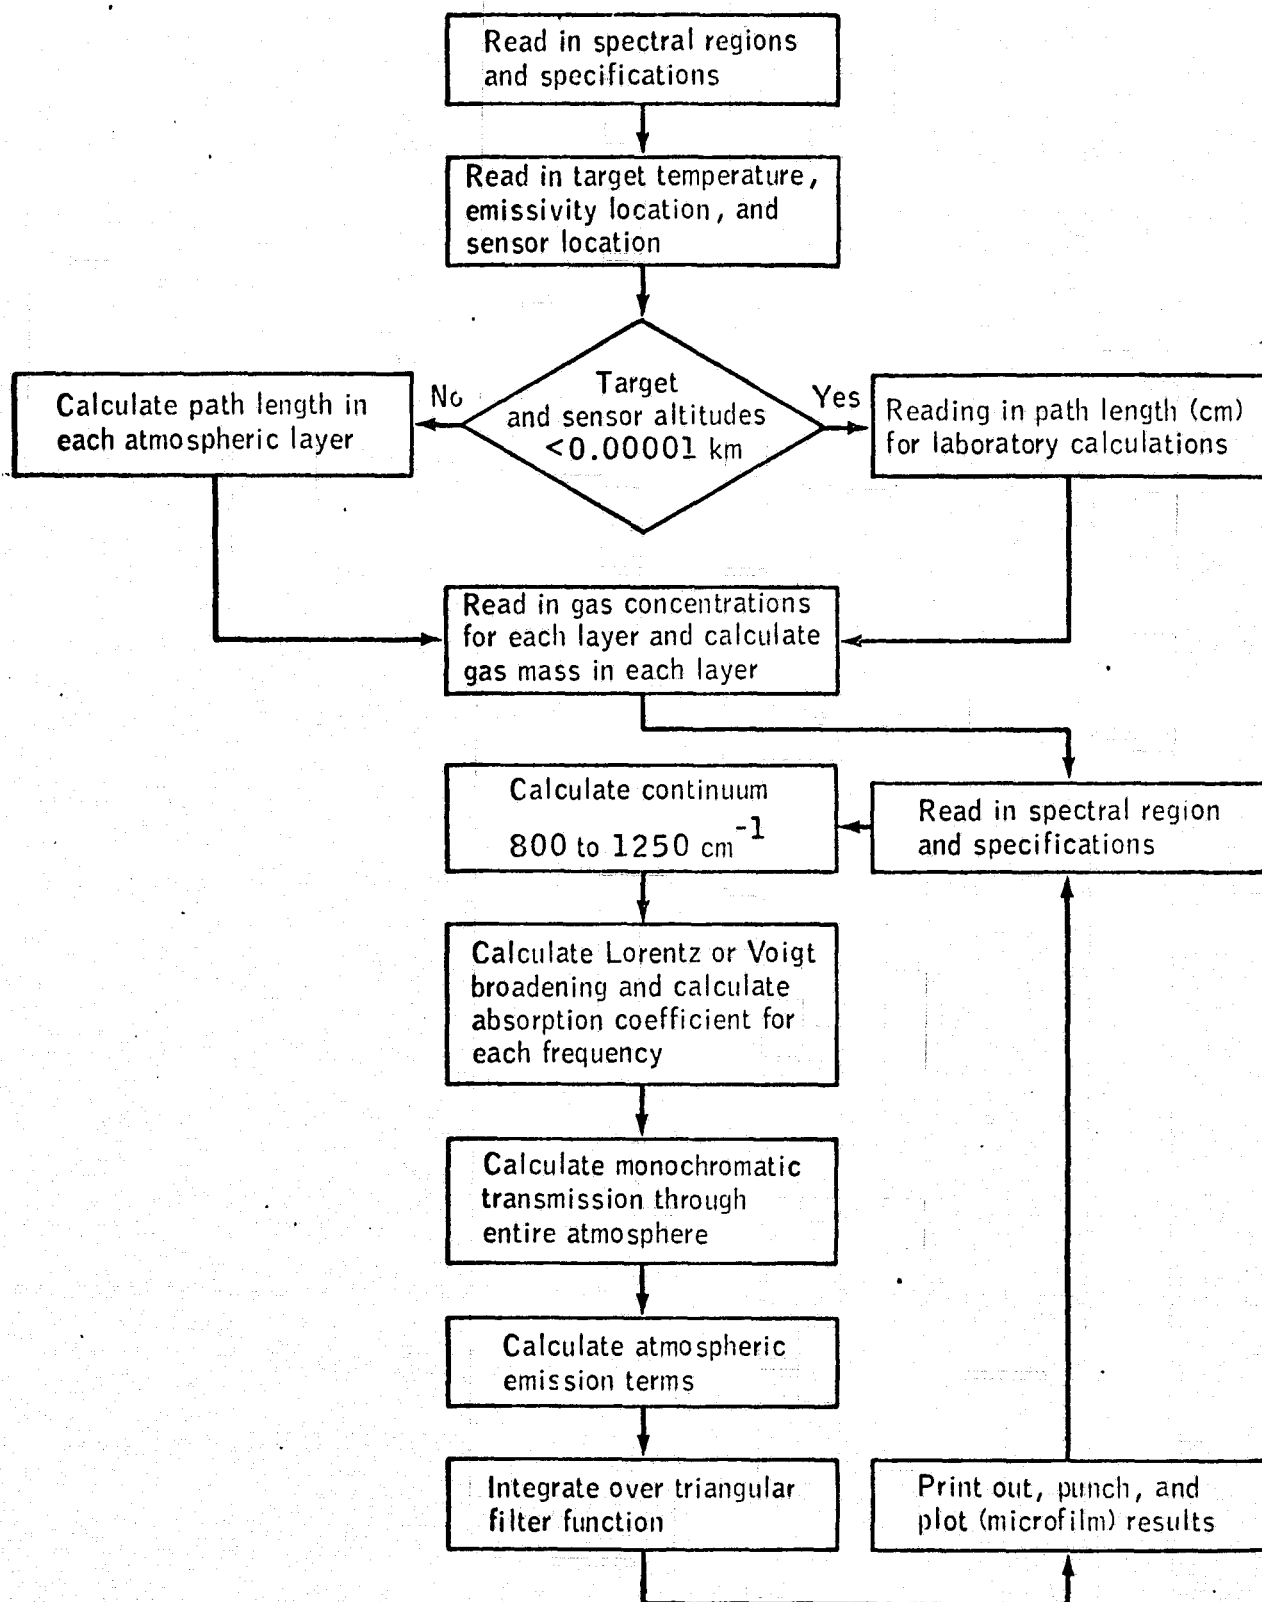 Read in spectral regions
and specifications
Read in target temperature,
emissivity location, and
sensor location
Target
and sensor altitudes
<0.00001 km
No
Yes
Calculate path length in
each atmospheric layer
Reading in path length (cm)
for laboratory calculations
Read in gas concentrations
for each layer and calculate
gas mass in each layer
Calculate continuum
800 to 1250 cm⁻¹
Read in spectral region
and specifications
Calculate Lorentz or Voigt
broadening and calculate
absorption coefficient for
each frequency
Calculate monochromatic
transmission through
entire atmosphere
Calculate atmospheric
emission terms
Integrate over triangular
filter function
Print out, punch, and
plot (microfilm) results